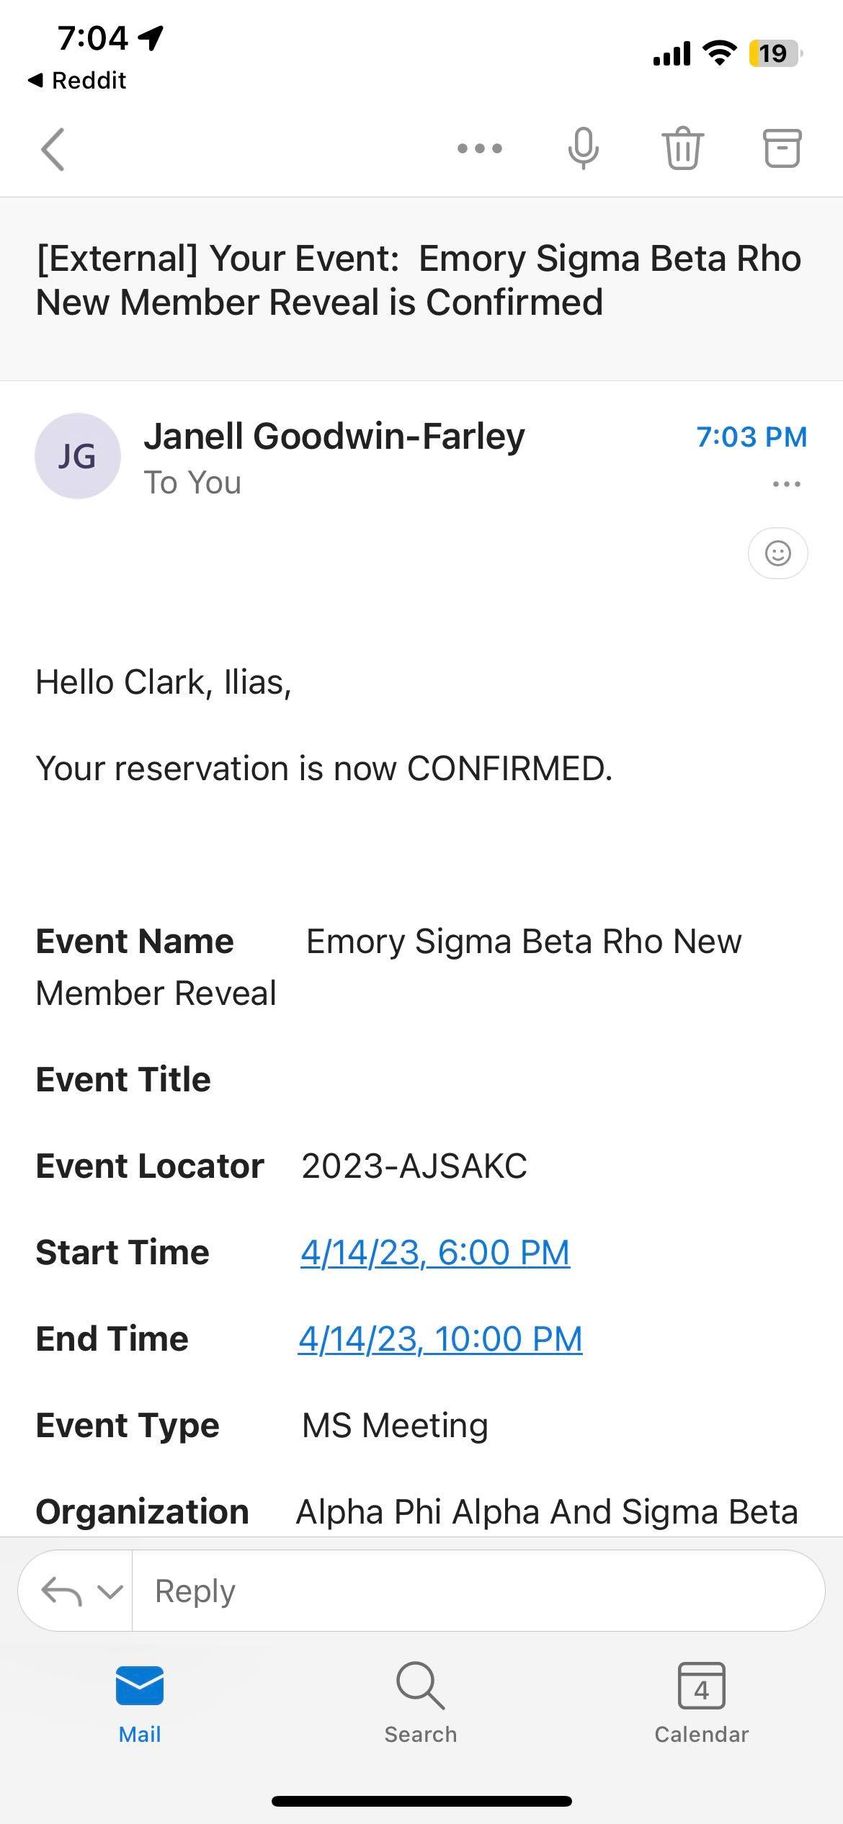 7:04
19
◀ Reddit
[External] Your Event:  Emory Sigma Beta Rho
New Member Reveal is Confirmed
JG
Janell Goodwin-Farley
7:03 PM
To You
Hello Clark, Ilias,
Your reservation is now CONFIRMED.
Event Name Emory Sigma Beta Rho New
Member Reveal
Event Title
Event Locator 2023-AJSAKC
Start Time 4/14/23, 6:00 PM
End Time 4/14/23, 10:00 PM
Event Type MS Meeting
Organization Alpha Phi Alpha And Sigma Beta
Reply
4
Mail
Search
Calendar